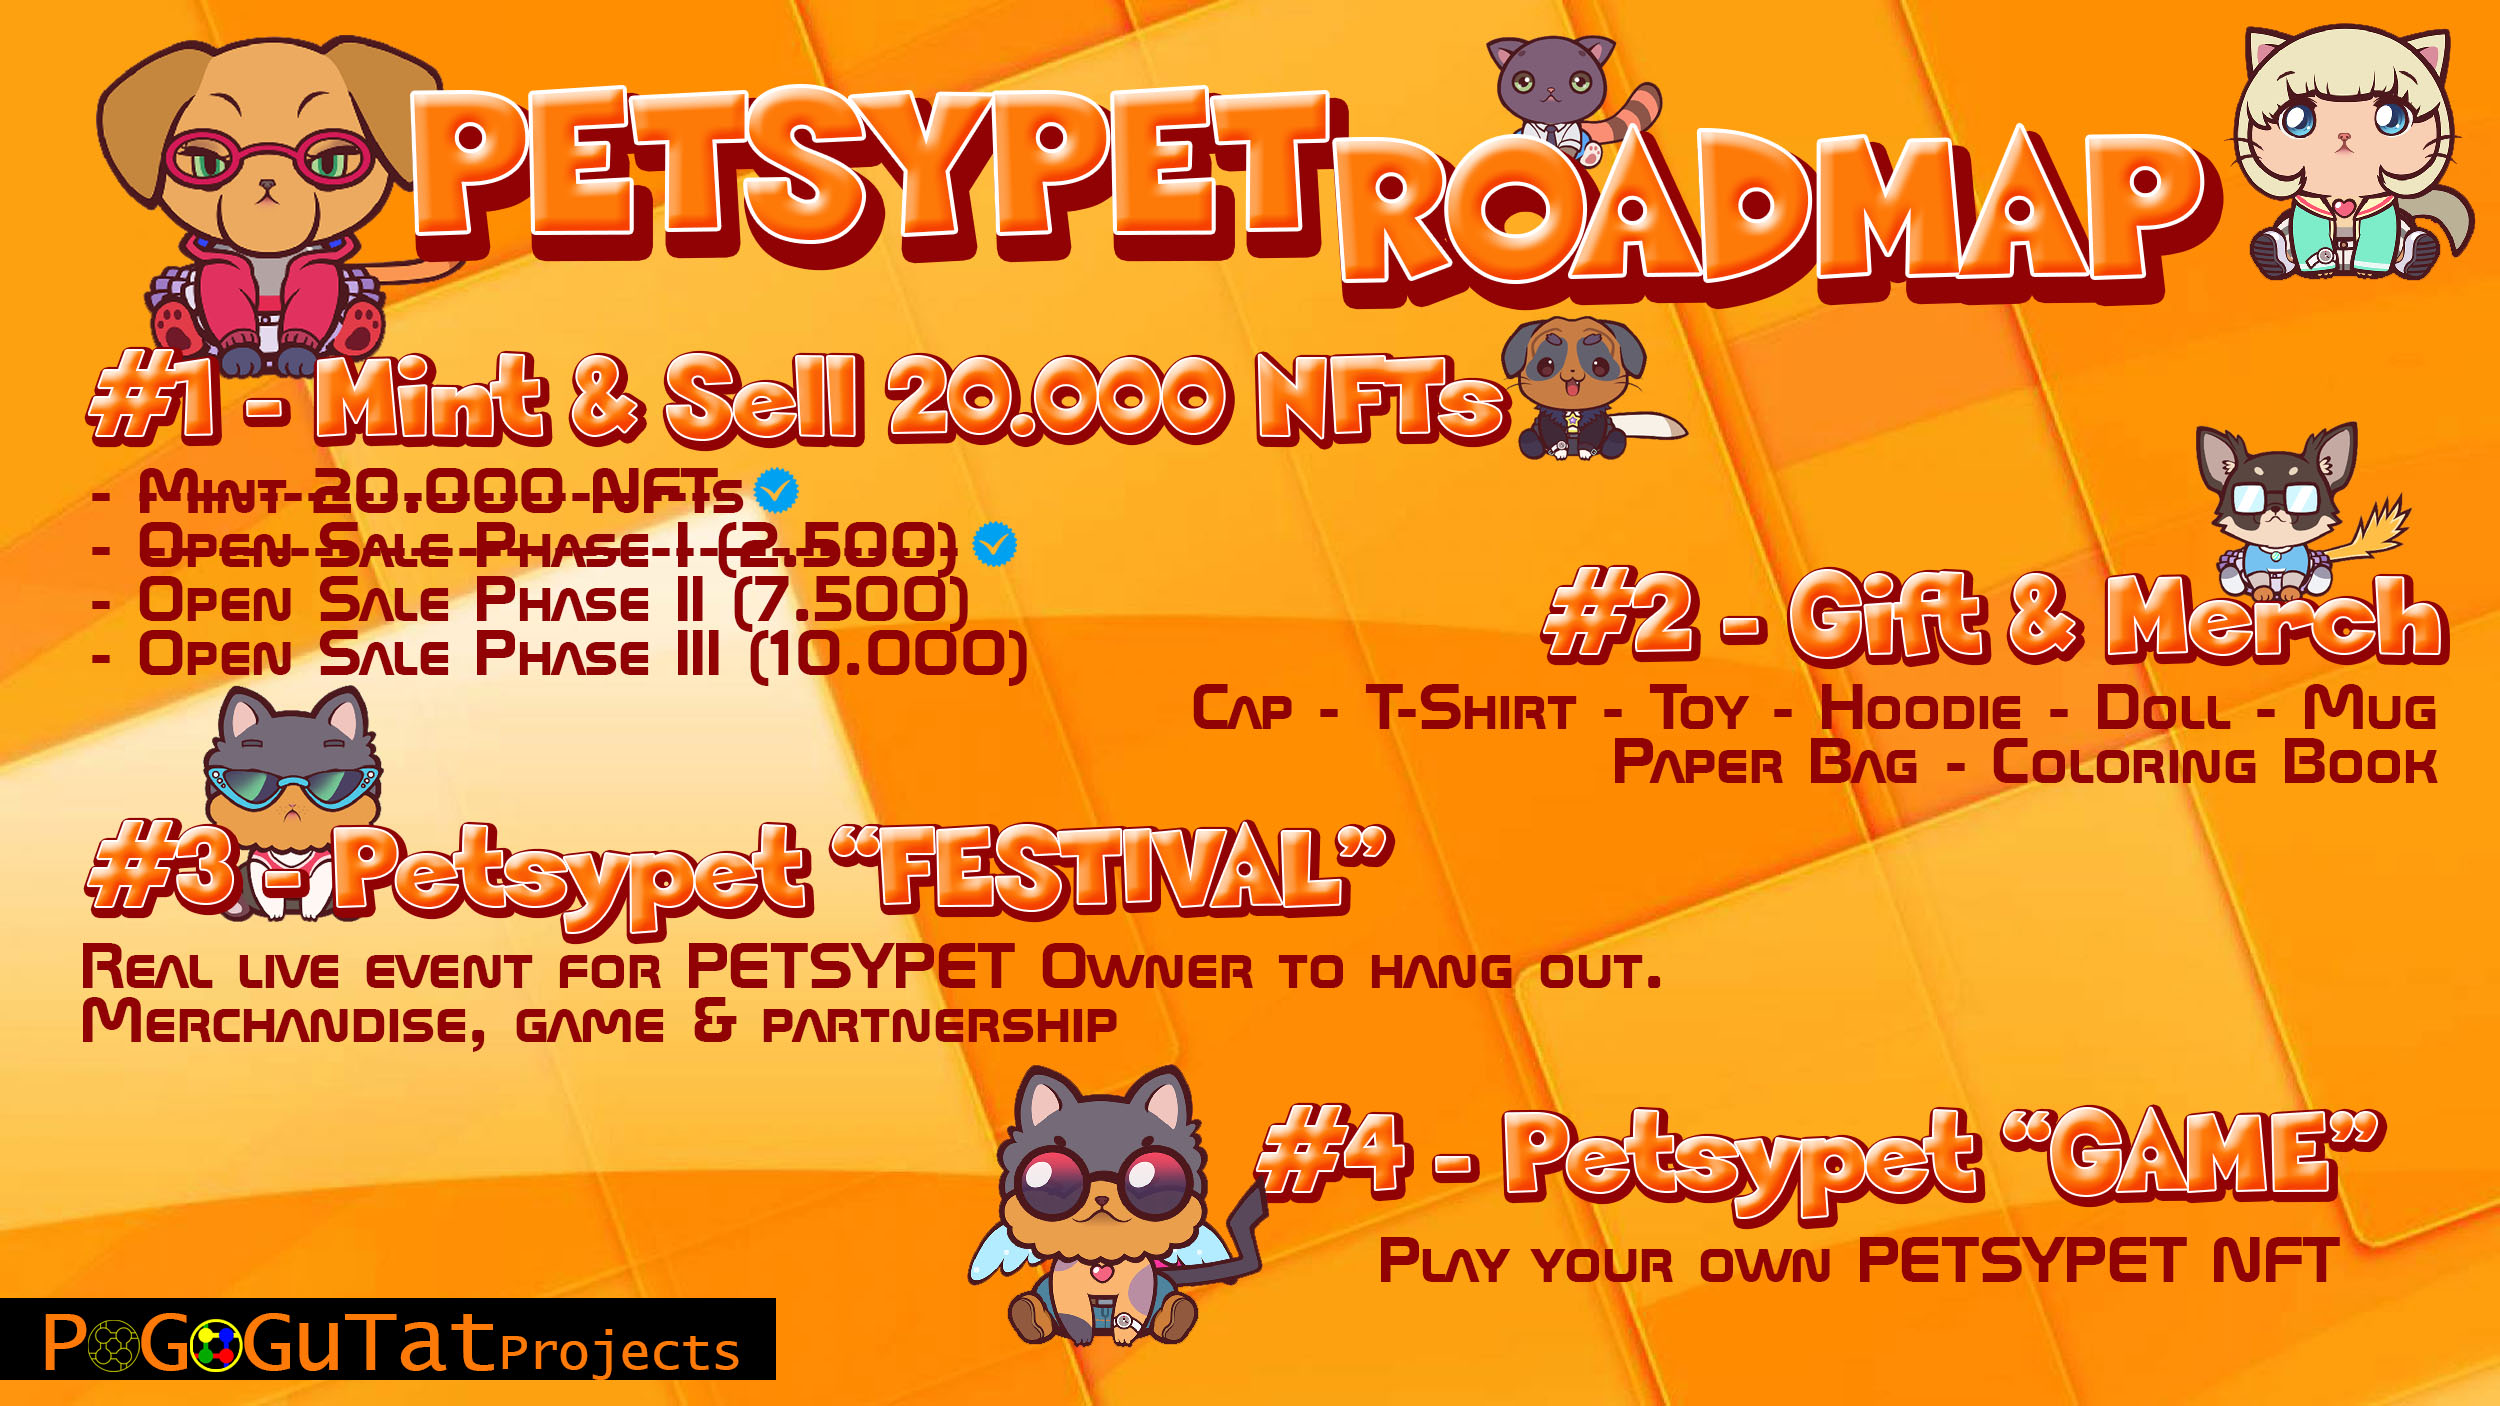 PETSYPET ROADMAP
#1 - Mint & Sell 20.000 NFTs
- Mint 20.000 NFTs
- Open Sale Phase I (2.500)
- Open Sale Phase II (7.500)
- Open Sale Phase III (10.000)
#2 - Gift & Merch
Cap - T-Shirt - Toy - Hoodie - Doll - Mug
Paper Bag - Coloring Book
#3 - Petsypet “FESTIVAL”
Real live event for PETSYPET Owner to hang out.
Merchandise, game & partnership
#4 - Petsypet “GAME”
Play your own PETSYPET NFT
PoGoGuTat Projects